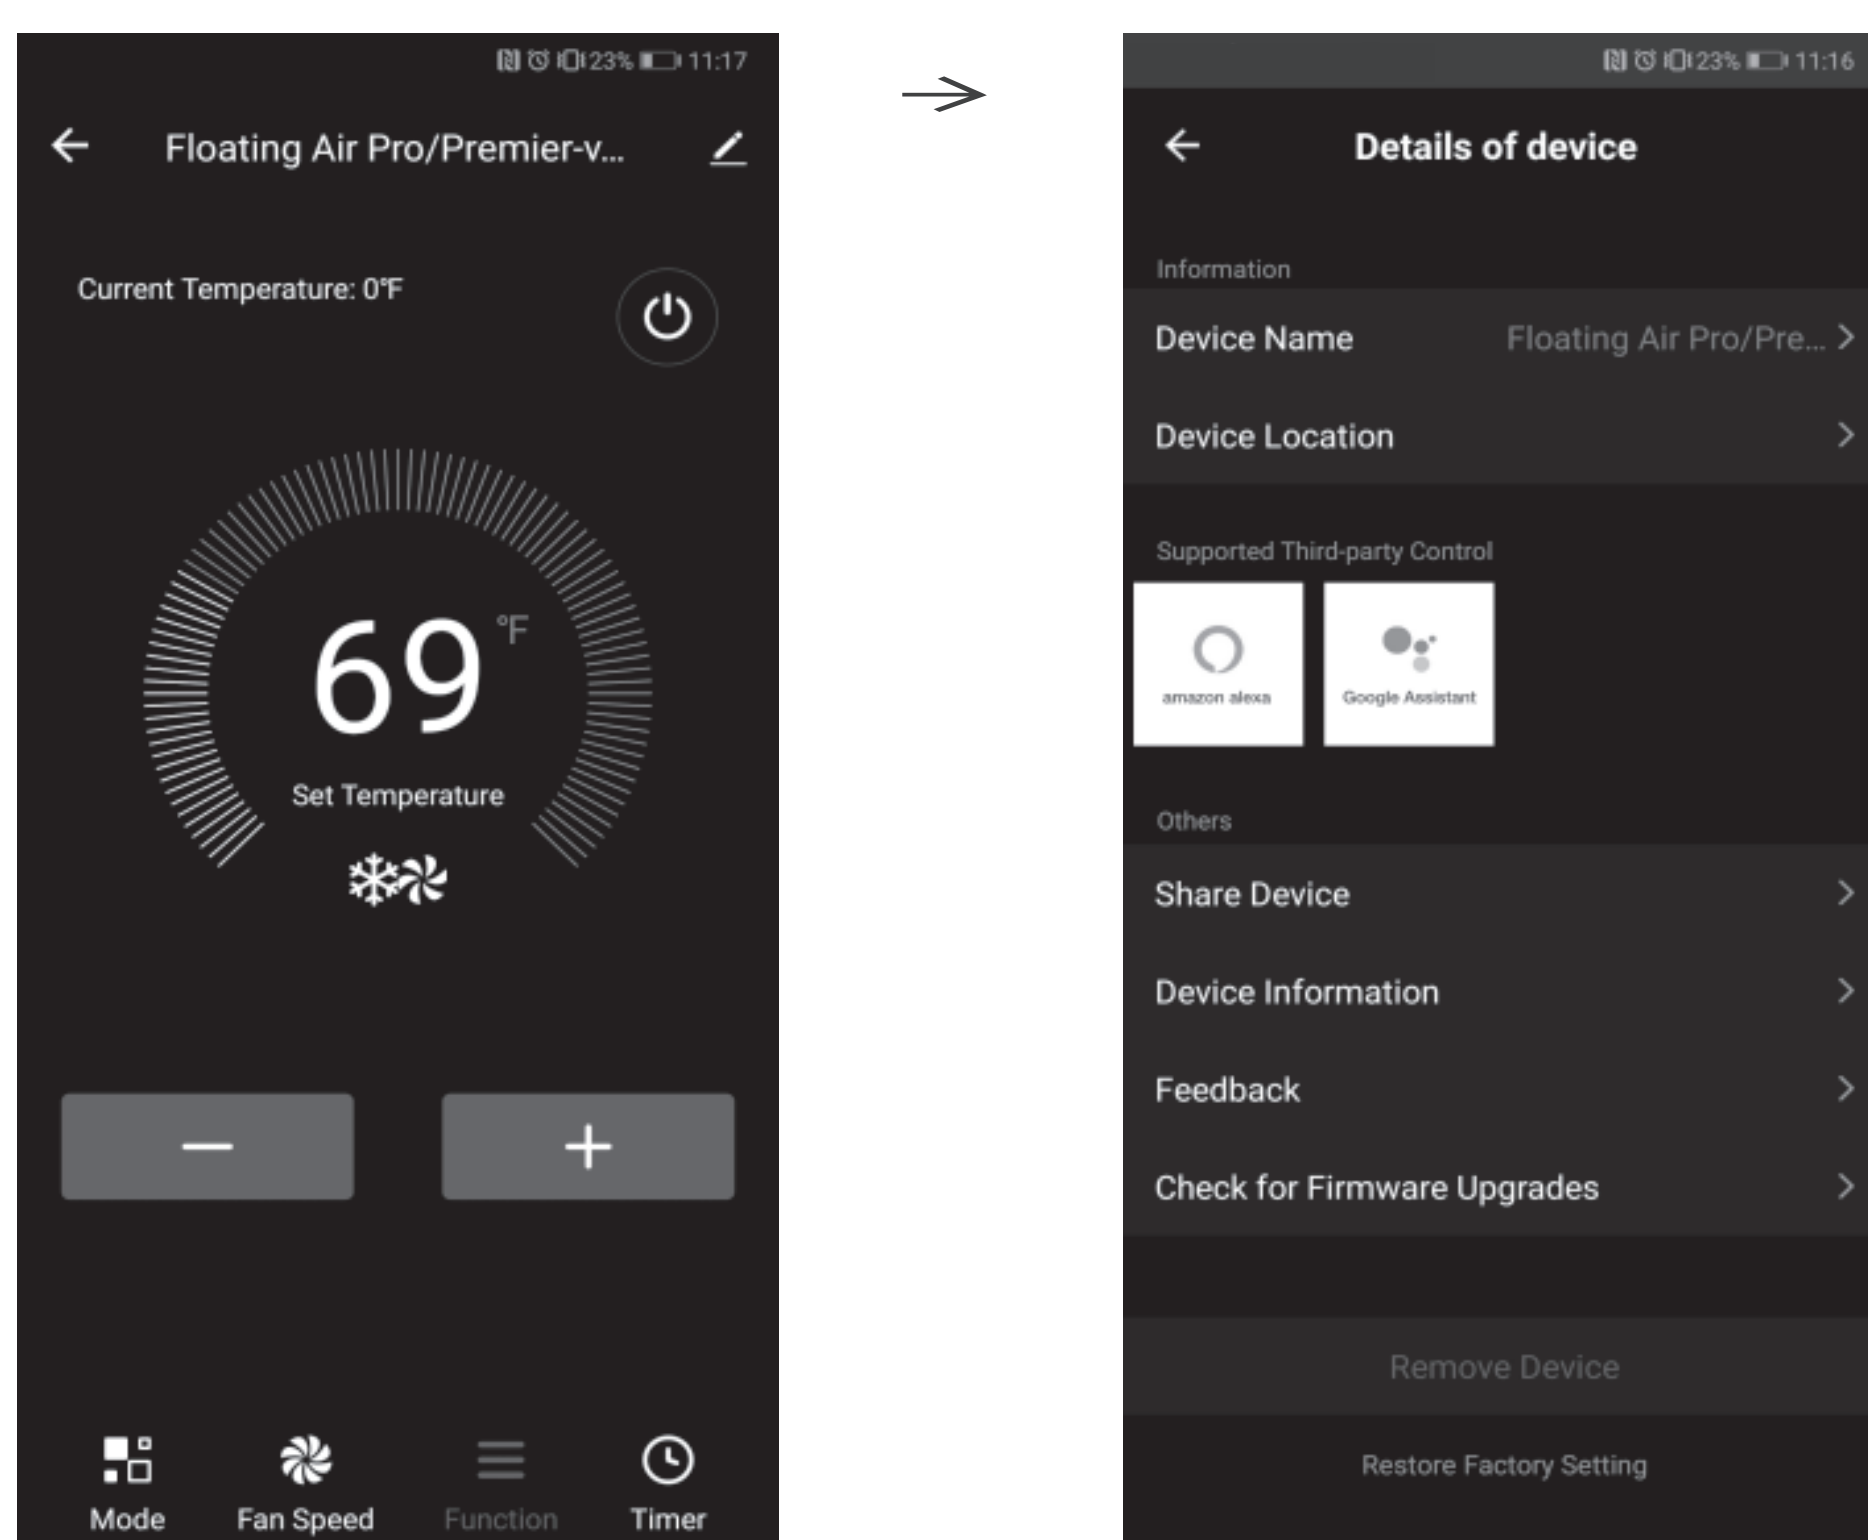 23% 11:17
Floating Air Pro/Premier-v...
Current Temperature: 0°F
69 °F
Set Temperature
Mode Fan Speed Function Timer
23% 11:16
Details of device
Information
Device Name Floating Air Pro/Pre...
Device Location
Supported Third-party Control
amazon alexa Google Assistant
Others
Share Device
Device Information
Feedback
Check for Firmware Upgrades
Remove Device
Restore Factory Setting